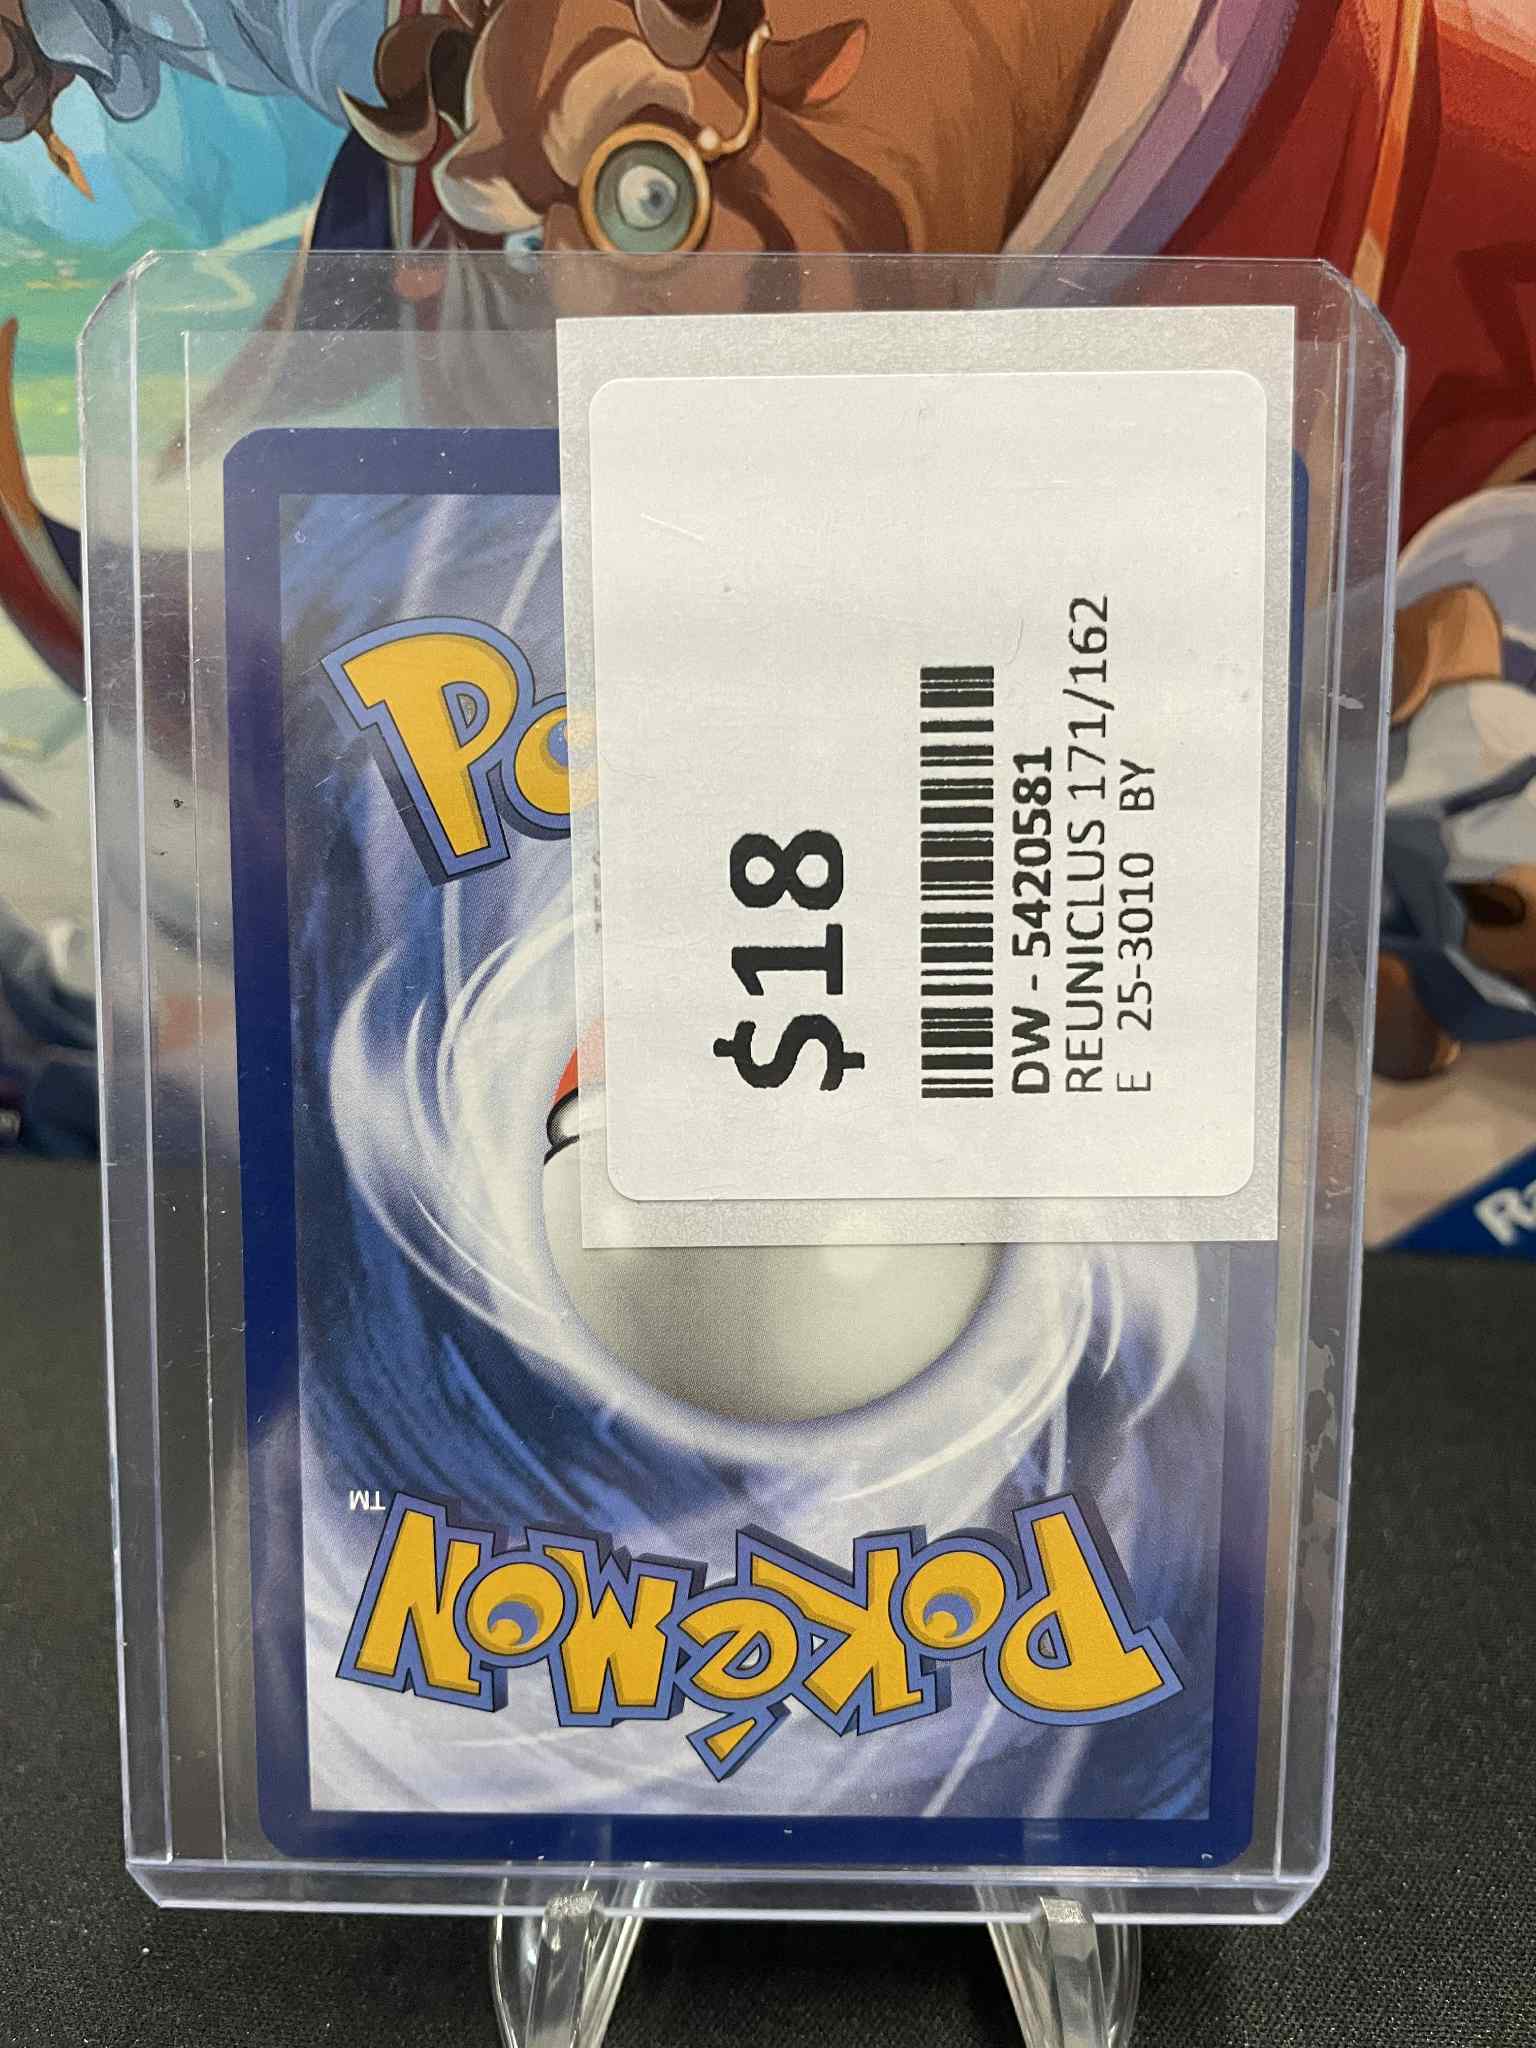 $18
DW - 5420581
REUNICLUS 171/162
E 25-3010 BY
POKéMON
TM